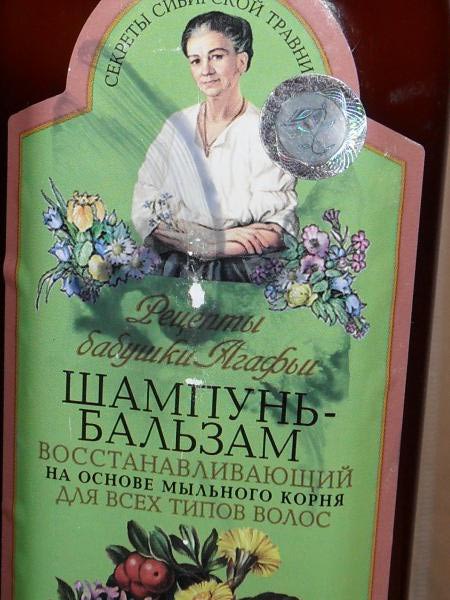 СЕКРЕТЫ СИБИРСКОЙ ТРАВНИ
Рецепты
бабушки Агафьи
ШАМПУНЬ-
БАЛЬЗАМ
ВОССТАНАВЛИВАЮЩИЙ
НА ОСНОВЕ МЫЛЬНОГО КОРНЯ
ДЛЯ ВСЕХ ТИПОВ ВОЛОС